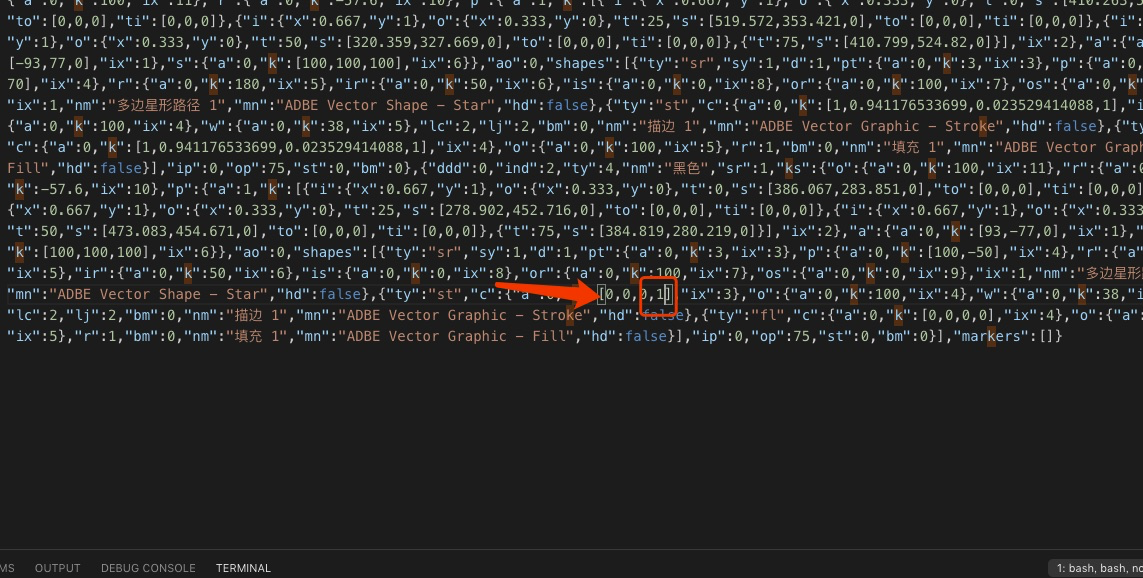 {"a":0,"k":100,"ix":11},"r":{"a":0,"k":-57.6,"ix":10},"p":{"a":1,"k":[{"i":{"x":0.667,"y":1},"o":{"x":0.333,"y":0},"t":0,"s":[410.263,53
"to":[0,0,0],"ti":[0,0,0]},{"i":{"x":0.667,"y":1},"o":{"x":0.333,"y":0},"t":25,"s":[519.572,353.421,0],"to":[0,0,0],"ti":[0,0,0]},{"i":{
"y":1},"o":{"x":0.333,"y":0},"t":50,"s":[320.359,327.669,0],"to":[0,0,0],"ti":[0,0,0]},{"t":75,"s":[410.799,524.82,0]}],"ix":2},"a":{"a"
[-93,77,0],"ix":1},"s":{"a":0,"k":[100,100,100],"ix":6}},"ao":0,"shapes":[{"ty":"sr","sy":1,"d":1,"pt":{"a":0,"k":3,"ix":3},"p":{"a":0,
70],"ix":4},"r":{"a":0,"k":180,"ix":5},"ir":{"a":0,"k":50,"ix":6},"is":{"a":0,"k":0,"ix":8},"or":{"a":0,"k":100,"ix":7},"os":{"a":0,"k":
"ix":1,"nm":"多边星形路径 1","mn":"ADBE Vector Shape - Star","hd":false},{"ty":"st","c":{"a":0,"k":[1,0.941176533699,0.023529414088,1],"i
{"a":0,"k":100,"ix":4},"w":{"a":0,"k":38,"ix":5},"lc":2,"lj":2,"bm":0,"nm":"描边 1","mn":"ADBE Vector Graphic - Stroke","hd":false},{"ty
"c":{"a":0,"k":[1,0.941176533699,0.023529414088,1],"ix":4},"o":{"a":0,"k":100,"ix":5},"r":1,"bm":0,"nm":"填充 1","mn":"ADBE Vector Graph
Fill","hd":false}],"ip":0,"op":75,"st":0,"bm":0},{"ddd":0,"ind":2,"ty":4,"nm":"黑色","sr":1,"ks":{"o":{"a":0,"k":100,"ix":11},"r":{"a":
"k":-57.6,"ix":10},"p":{"a":1,"k":[{"i":{"x":0.667,"y":1},"o":{"x":0.333,"y":0},"t":0,"s":[386.067,283.851,0],"to":[0,0,0],"ti":[0,0,0]
{"x":0.667,"y":1},"o":{"x":0.333,"y":0},"t":25,"s":[278.902,452.716,0],"to":[0,0,0],"ti":[0,0,0]},{"i":{"x":0.667,"y":1},"o":{"x":0.333
"t":50,"s":[473.083,454.671,0],"to":[0,0,0],"ti":[0,0,0]},{"t":75,"s":[384.819,280.219,0]}],"ix":2},"a":{"a":0,"k":[93,-77,0],"ix":1},"
"k":[100,100,100],"ix":6}},"ao":0,"shapes":[{"ty":"sr","sy":1,"d":1,"pt":{"a":0,"k":3,"ix":3},"p":{"a":0,"k":[100,-50],"ix":4},"r":{"a
"ix":5},"ir":{"a":0,"k":50,"ix":6},"is":{"a":0,"k":0,"ix":8},"or":{"a":0,"k":100,"ix":7},"os":{"a":0,"k":0,"ix":9},"ix":1,"nm":"多边星形
"mn":"ADBE Vector Shape - Star","hd":false},{"ty":"st","c":{"a":0, [0,0,0,1] "ix":3},"o":{"a":0,"k":100,"ix":4},"w":{"a":0,"k":38,"i
"lc":2,"lj":2,"bm":0,"nm":"描边 1","mn":"ADBE Vector Graphic - Stroke","hd":false},{"ty":"fl","c":{"a":0,"k":[0,0,0,0],"ix":4},"o":{"a":
"ix":5},"r":1,"bm":0,"nm":"填充 1","mn":"ADBE Vector Graphic - Fill","hd":false}],"ip":0,"op":75,"st":0,"bm":0}],"markers":[]}
MS OUTPUT DEBUG CONSOLE TERMINAL 1: bash, bash, no